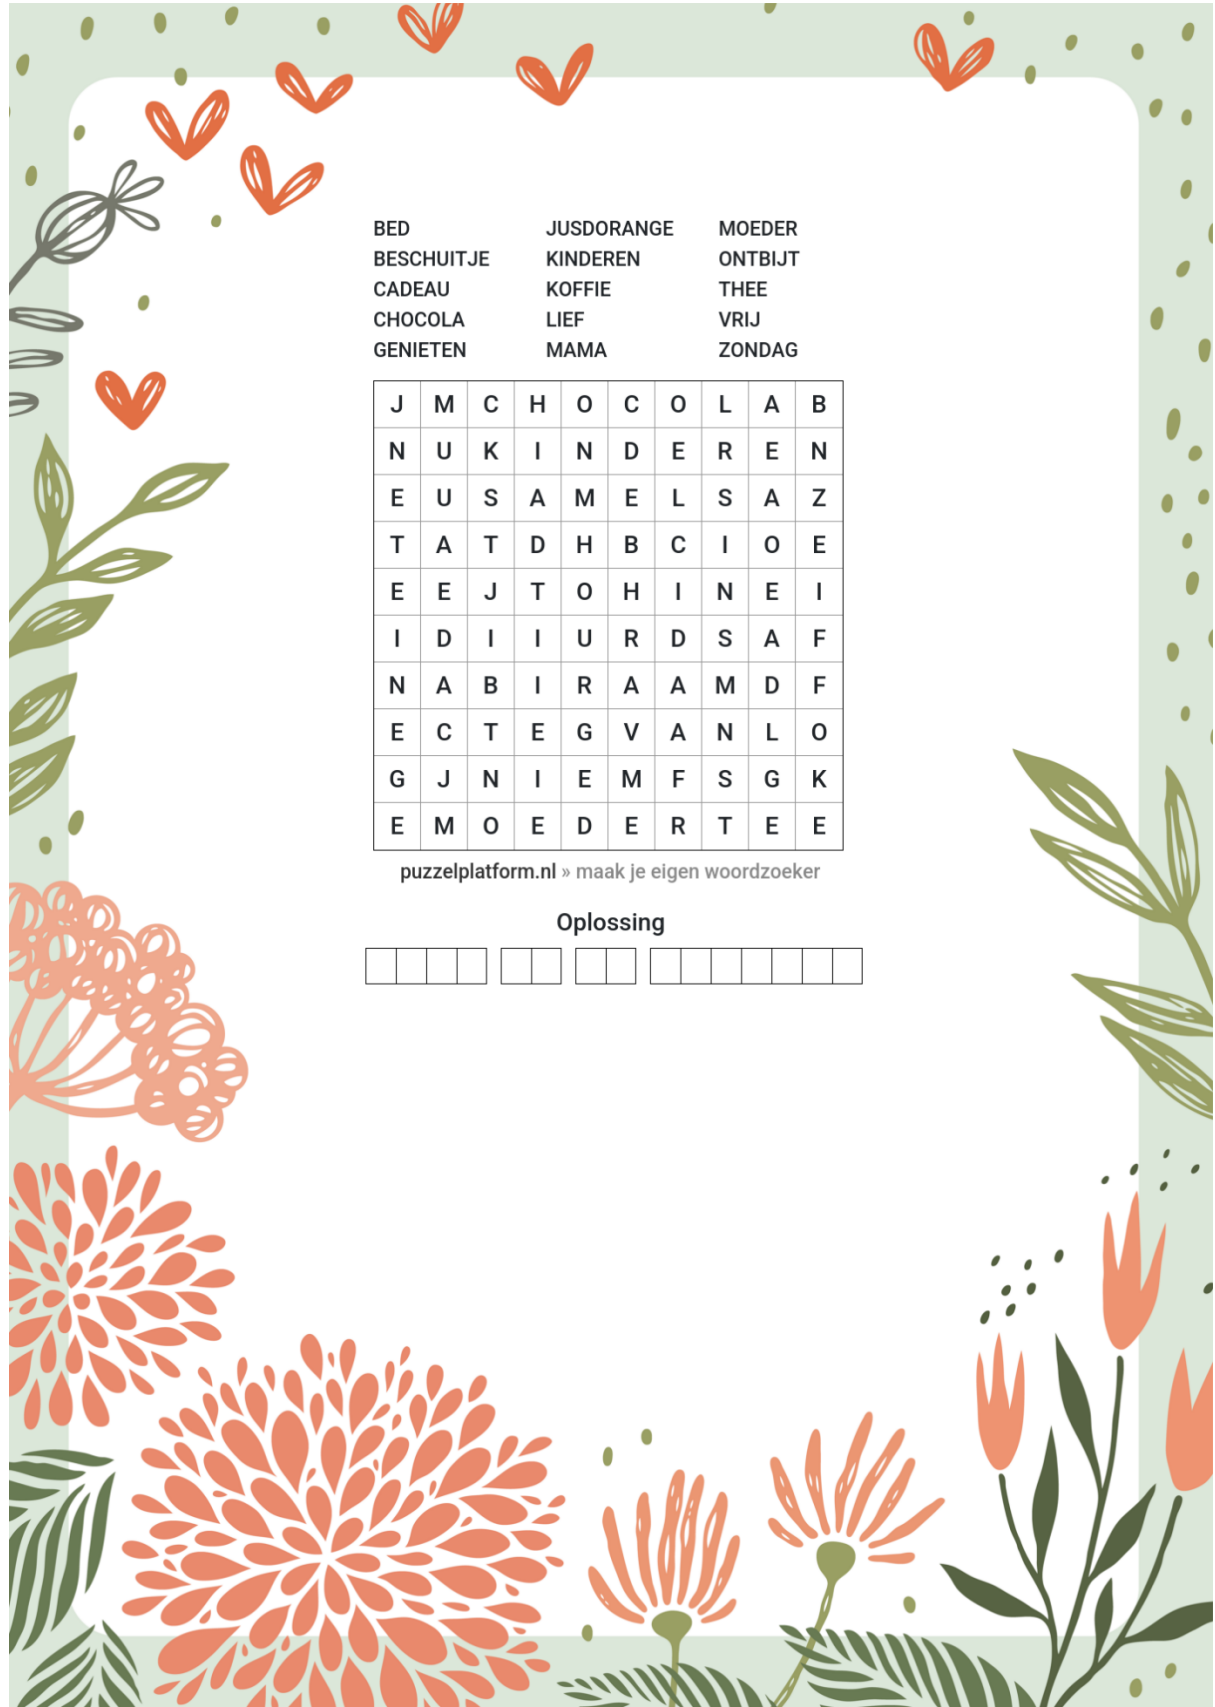 BED JUSDORANGE MOEDER
BESCHUITJE KINDEREN ONTBIJT
CADEAU KOFFIE THEE
CHOCOLA LIEF VRIJ
GENIETEN MAMA ZONDAG
J M C H O C O L A B
N U K I N D E R E N
E U S A M E L S A Z
T A T D H B C I O E
E E J T O H I N E I
I D I I U R D S A F
N A B I R A A M D F
E C T E G V A N L O
G J N I E M F S G K
E M O E D E R T E E
puzzelplatform.nl » maak je eigen woordzoeker
Oplossing